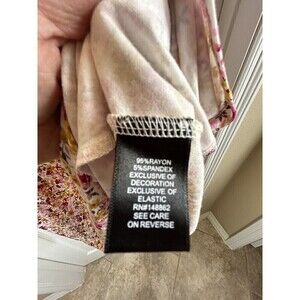 95%RAYON
5%SPANDEX
EXCLUSIVE OF
DECORATION
EXCLUSIVE OF
ELASTIC
RN#148862
SEE CARE
ON REVERSE